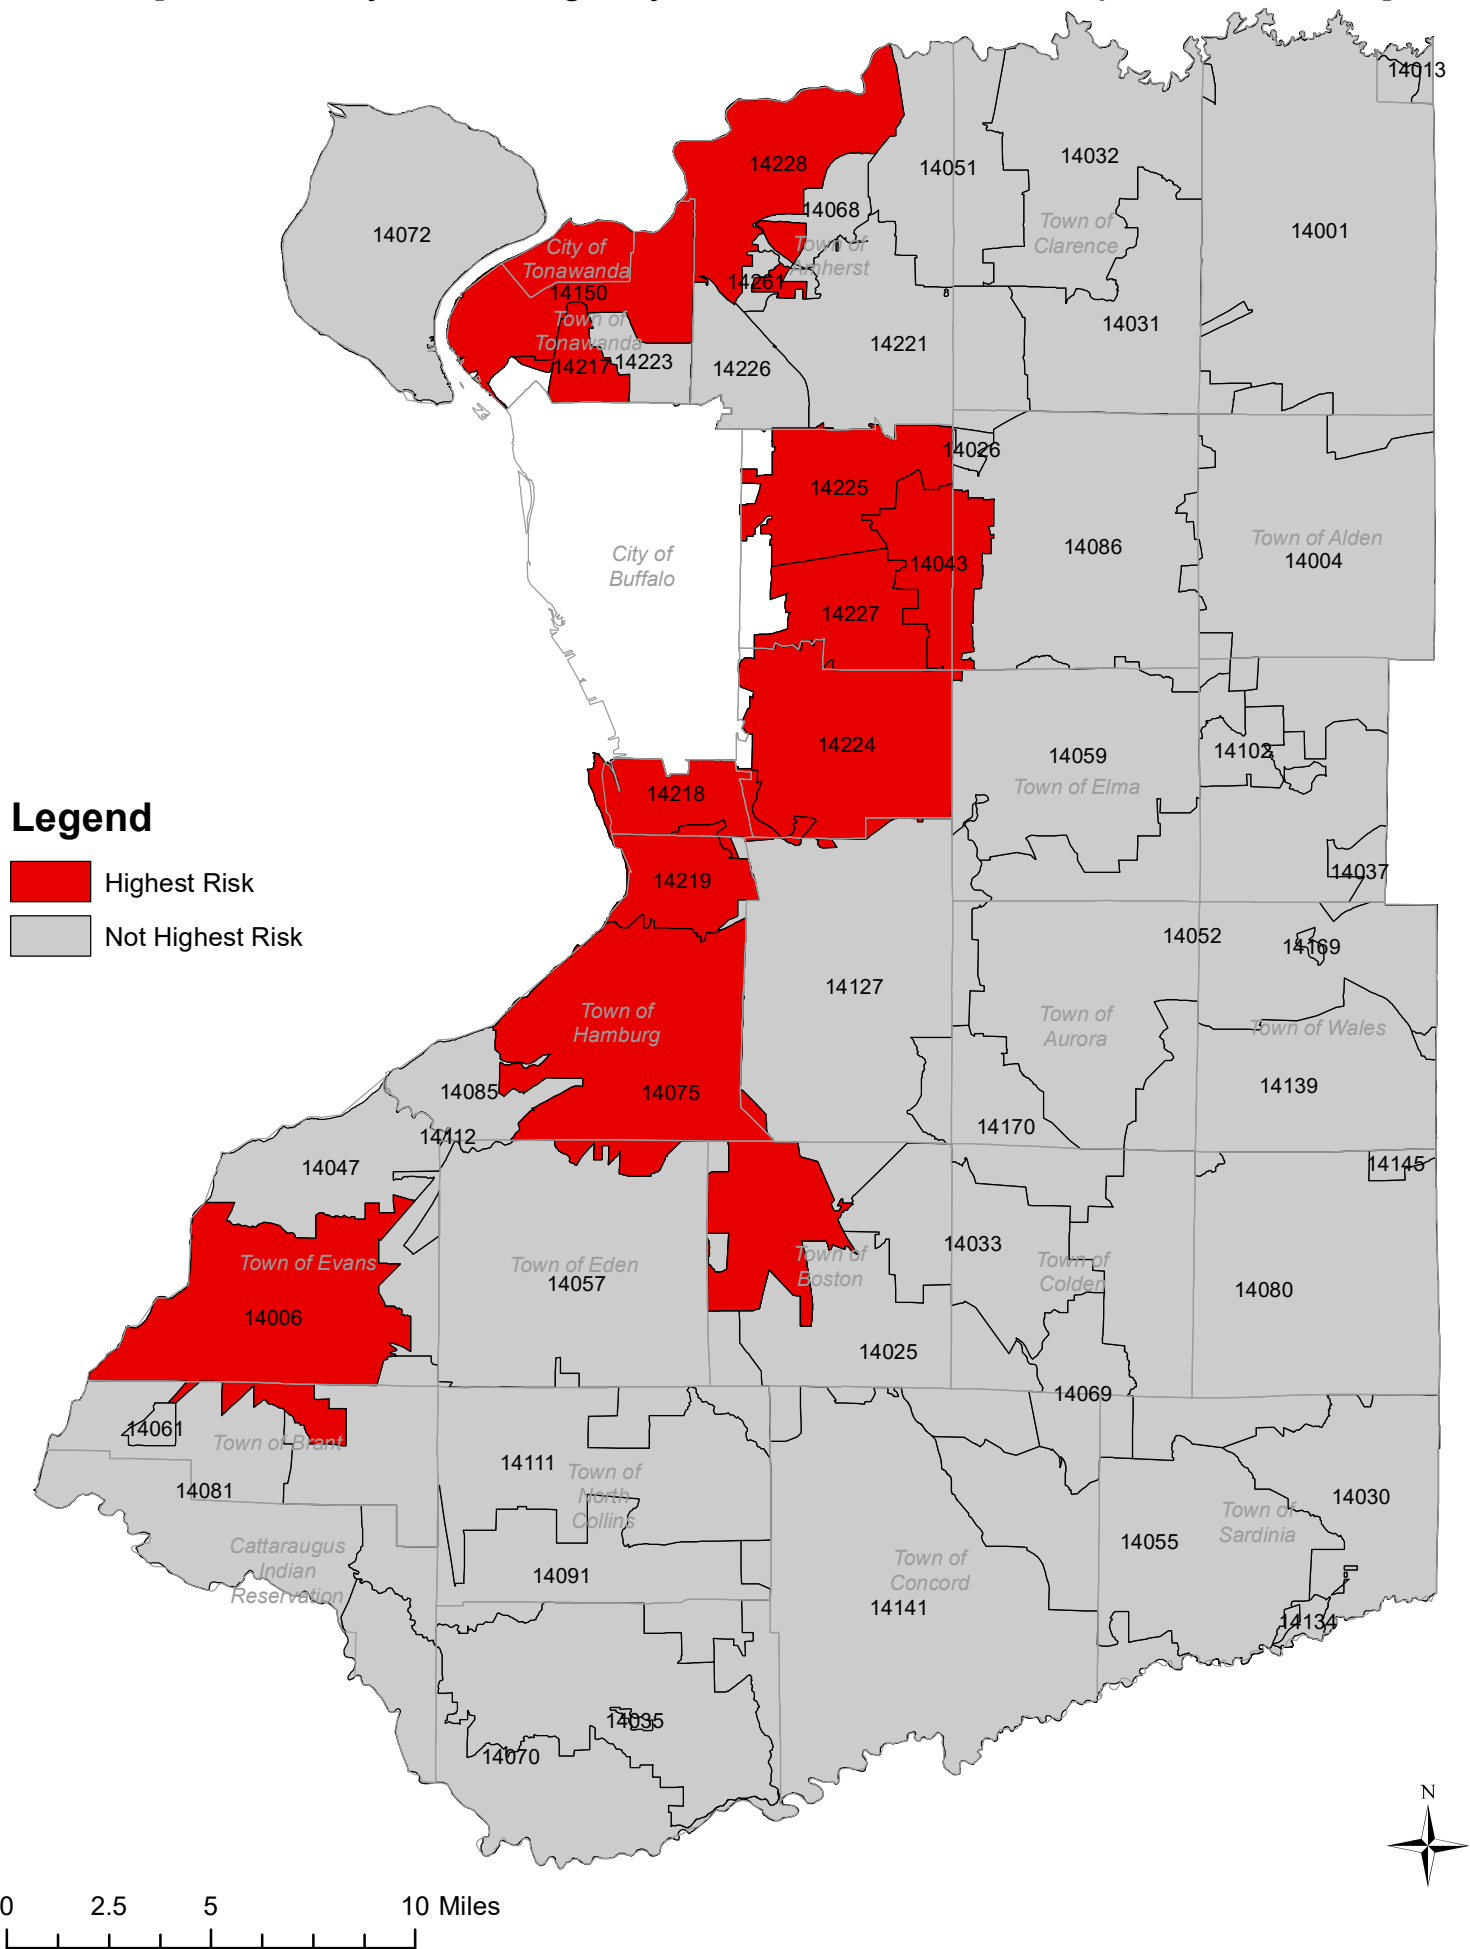 14013
14228
14051
14032
14068
Town of
Clarence
14072
City of
Tonawanda
Town of
Amherst
14001
14261
14150
Town of
Tonawanda
14031
14217
14223
14226
14221
14026
14225
City of
Buffalo
14043
14086
Town of Alden
14004
14227
14224
14059
14102
Town of Elma
14218
Legend
Highest Risk
Not Highest Risk
14219
14037
14052
14169
14127
Town of
Hamburg
Town of
Aurora
Town of Wales
14085
14075
14139
14112
14170
14047
14145
Town of Evans
Town of Eden
14057
Town of
Boston
14033
Town of
Colden
14080
14006
14025
14069
14061
Town of Brant
14111
Town of
North
Collins
14081
14030
Town of
Sardinia
14055
Cattaraugus
Indian
Reservation
14091
Town of
Concord
14141
14134
14035
14070
N
0 2.5 5 10 Miles